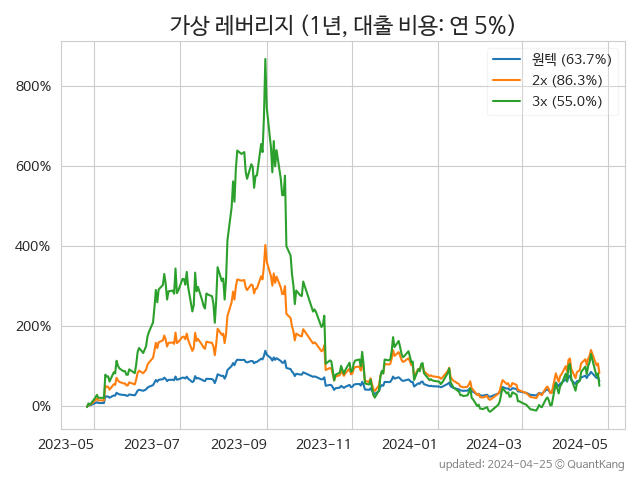 가상 레버리지 (1년, 대출 비용: 연 5%)
원텍 (63.7%)
2x (86.3%)
3x (55.0%)
800%
600%
400%
200%
0%
2023-05 2023-07 2023-09 2023-11 2024-01 2024-03 2024-05
updated: 2024-04-25 © QuantKang